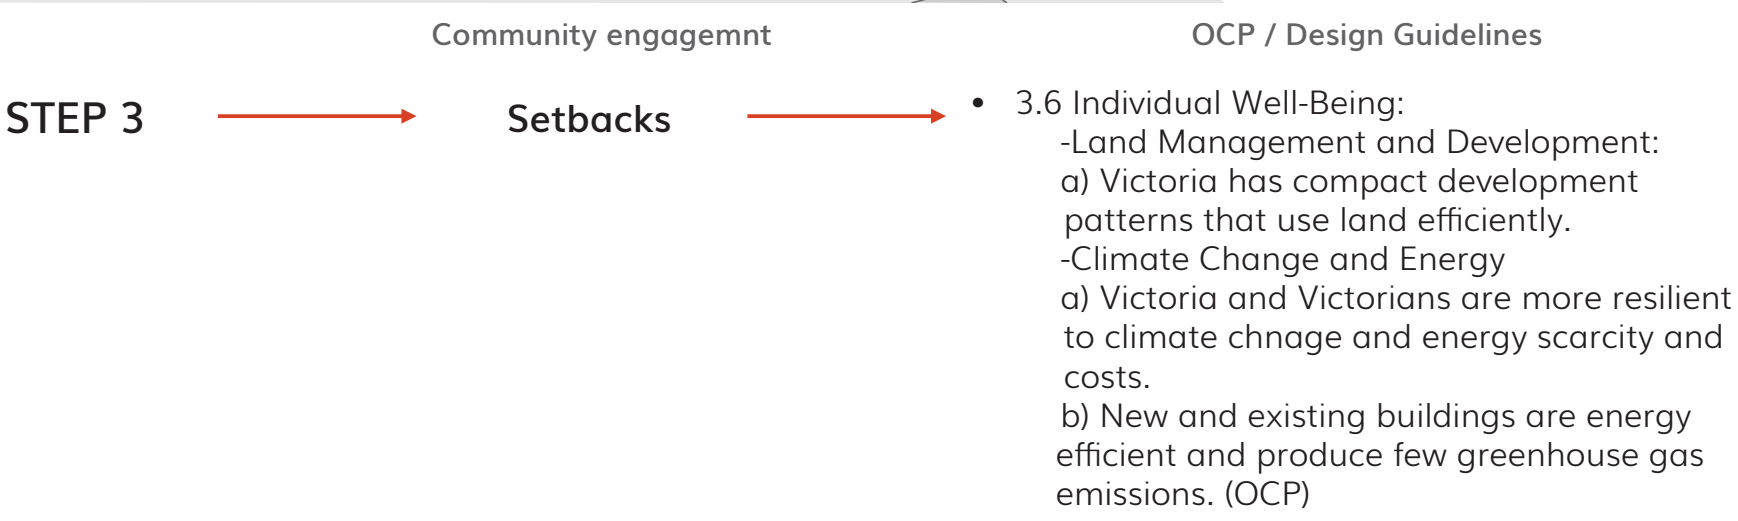 Community engagemnt
OCP / Design Guidelines
STEP 3
Setbacks
• 3.6 Individual Well-Being:
-Land Management and Development:
a) Victoria has compact development
patterns that use land efficiently.
-Climate Change and Energy
a) Victoria and Victorians are more resilient
to climate chnage and energy scarcity and
costs.
b) New and existing buildings are energy
efficient and produce few greenhouse gas
emissions. (OCP)